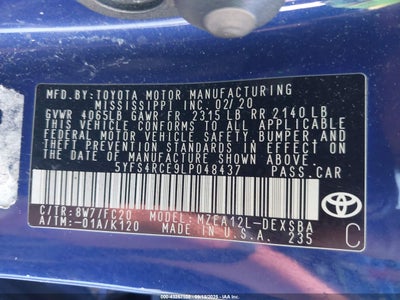 MFD.BY:TOYOTA MOTOR MANUFACTURING
MISSISSIPPI INC. 02/20
GVWR 4065LB GAWR FR 2315 LB RR 2140 LB
THIS VEHICLE CONFORMS TO ALL APPLICABLE
FEDERAL MOTOR VEHICLE SAFETY, BUMPER, AND
THEFT PREVENTION STANDARDS IN EFFECT ON
THE DATE OF MANUFACTURE SHOWN ABOVE.
5YFS4RCE9LP048437 PASS.CAR
C/TR: 8W7/FC20 MODEL: MZEA12L-DEXSBA
A/TM:-01A/K120 MADE IN U.S.A. 235
TOYOTA
C